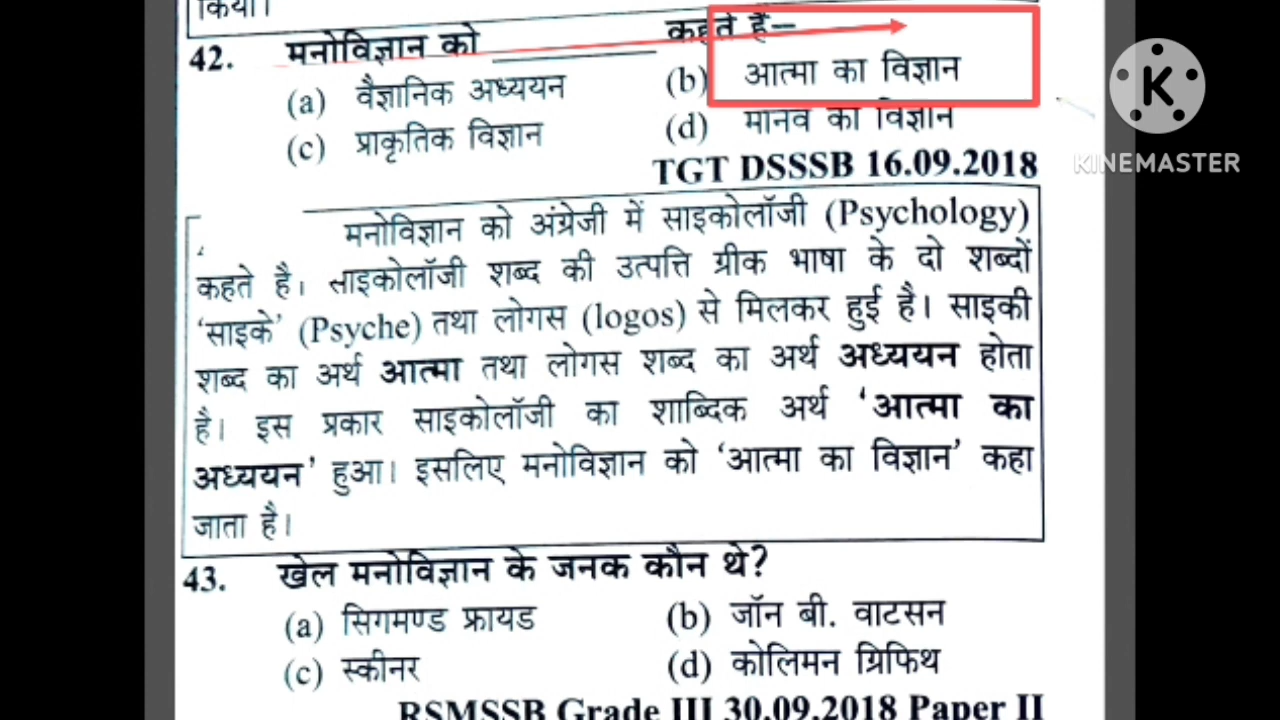 किया।
42. मनोविज्ञान को __________ कहते हैं–
(a) वैज्ञानिक अध्ययन (b) आत्मा का विज्ञान
(c) प्राकृतिक विज्ञान (d) मानव का विज्ञान
TGT DSSSB 16.09.2018
मनोविज्ञान को अंग्रेजी में साइकोलॉजी (Psychology)
कहते है। साइकोलॉजी शब्द की उत्पत्ति ग्रीक भाषा के दो शब्दों
‘साइके’ (Psyche) तथा लोगस (logos) से मिलकर हुई है। साइकी
शब्द का अर्थ आत्मा तथा लोगस शब्द का अर्थ अध्ययन होता
है। इस प्रकार साइकोलॉजी का शाब्दिक अर्थ ‘आत्मा का
अध्ययन’ हुआ। इसलिए मनोविज्ञान को ‘आत्मा का विज्ञान’ कहा
जाता है।
43. खेल मनोविज्ञान के जनक कौन थे?
(a) सिगमण्ड फ्रायड (b) जॉन बी. वाटसन
(c) स्कीनर (d) कोलिमन ग्रिफिथ
RSMSSB Grade III 30.09.2018 Paper II
K
KINEMASTER